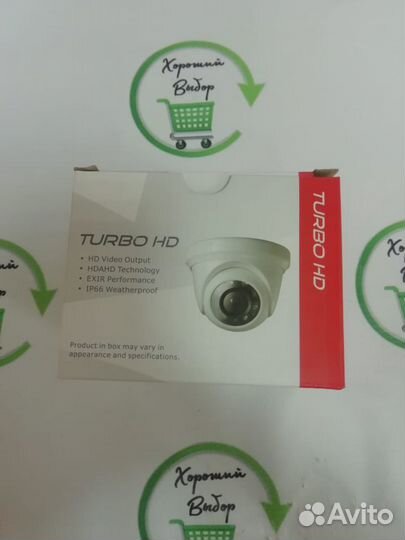 Хороший
Выбор
TURBO HD
• HD Video Output
• HDAHD Technology
• EXIR Performance
• IP66 Weatherproof
Product in box may vary in
appearance and specifications.
TURBO HD
Хороший
Выбор
Avito